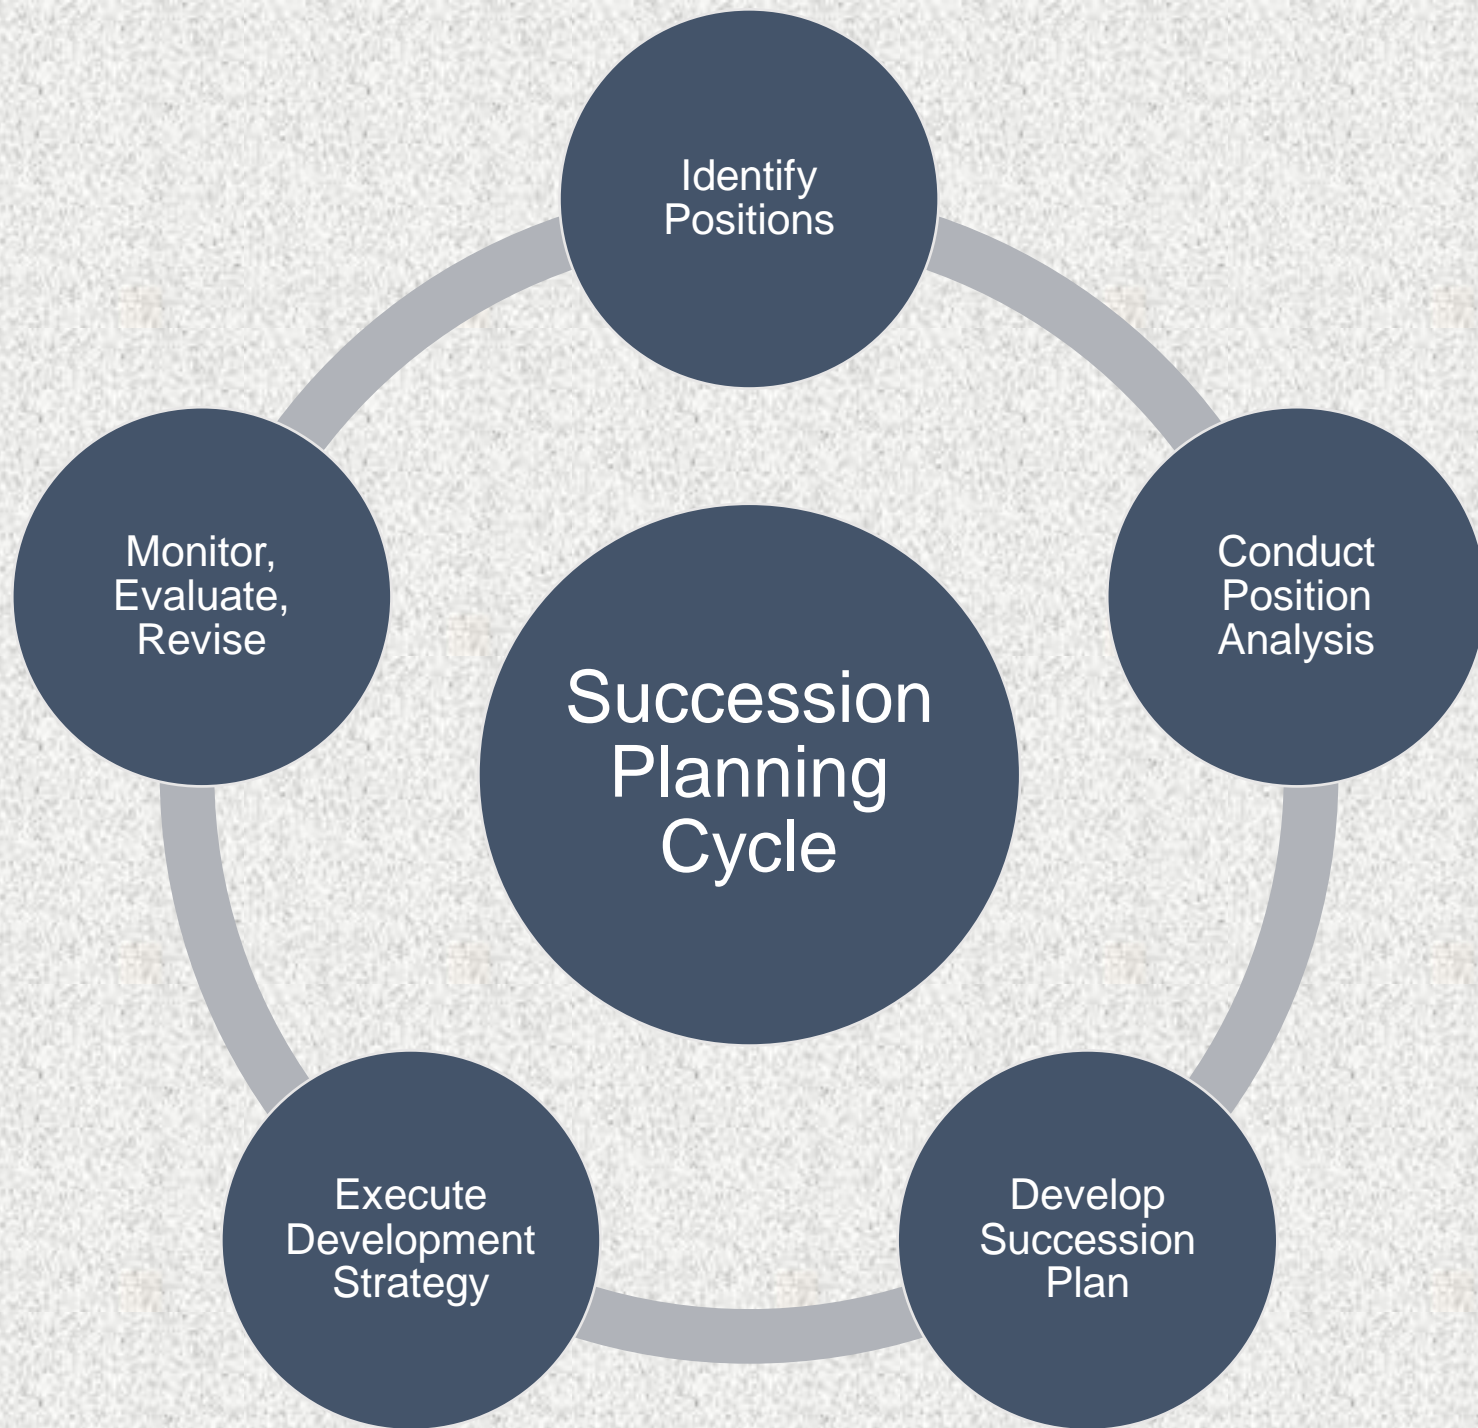 Identify
Positions
Conduct
Position
Analysis
Develop
Succession
Plan
Execute
Development
Strategy
Monitor,
Evaluate,
Revise
Succession
Planning
Cycle